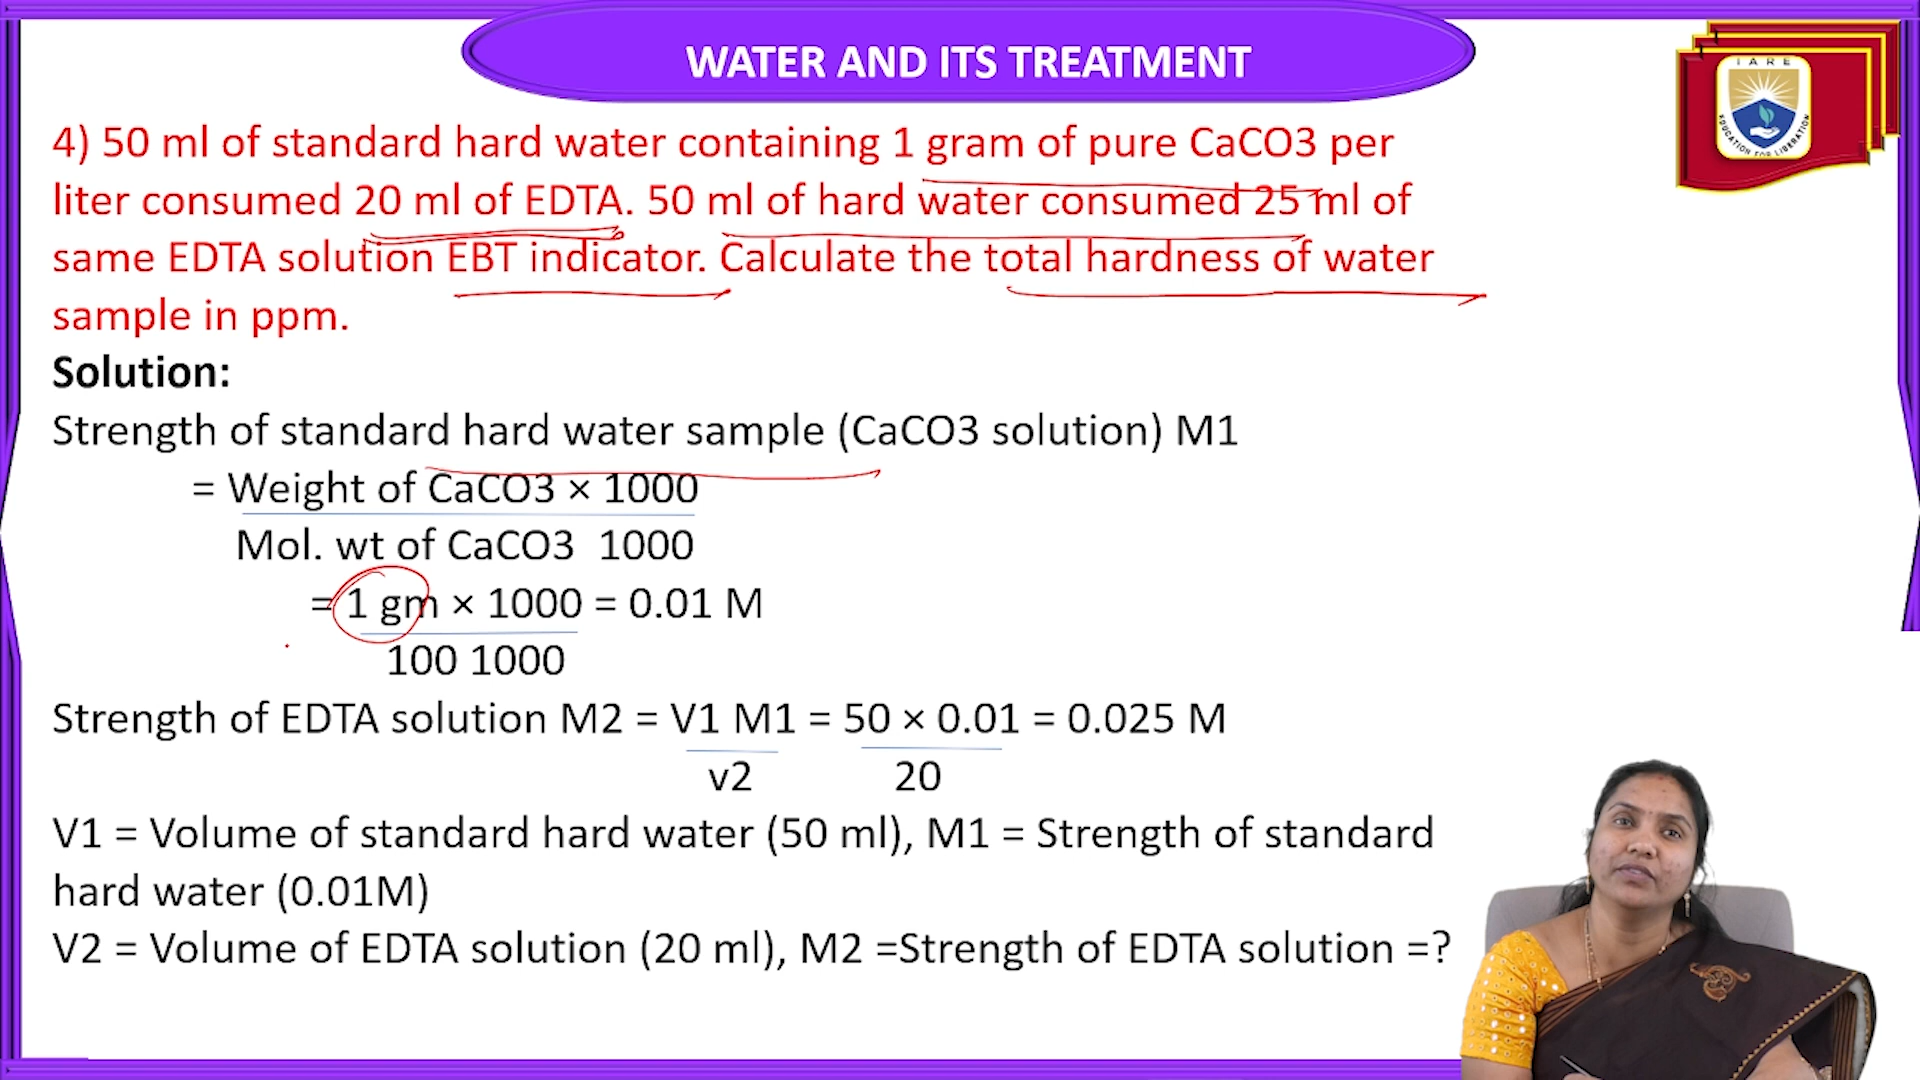 WATER AND ITS TREATMENT
IARE
EDUCATION FOR LIBERATION
4) 50 ml of standard hard water containing 1 gram of pure CaCO3 per
liter consumed 20 ml of EDTA. 50 ml of hard water consumed 25 ml of
same EDTA solution EBT indicator. Calculate the total hardness of water
sample in ppm.
Solution:
Strength of standard hard water sample (CaCO3 solution) M1
= Weight of CaCO3 × 1000
Mol. wt of CaCO3 1000
= 1 gm × 1000 = 0.01 M
100 1000
Strength of EDTA solution M2 = V1 M1 = 50 × 0.01 = 0.025 M
v2 20
V1 = Volume of standard hard water (50 ml), M1 = Strength of standard
hard water (0.01M)
V2 = Volume of EDTA solution (20 ml), M2 =Strength of EDTA solution =?